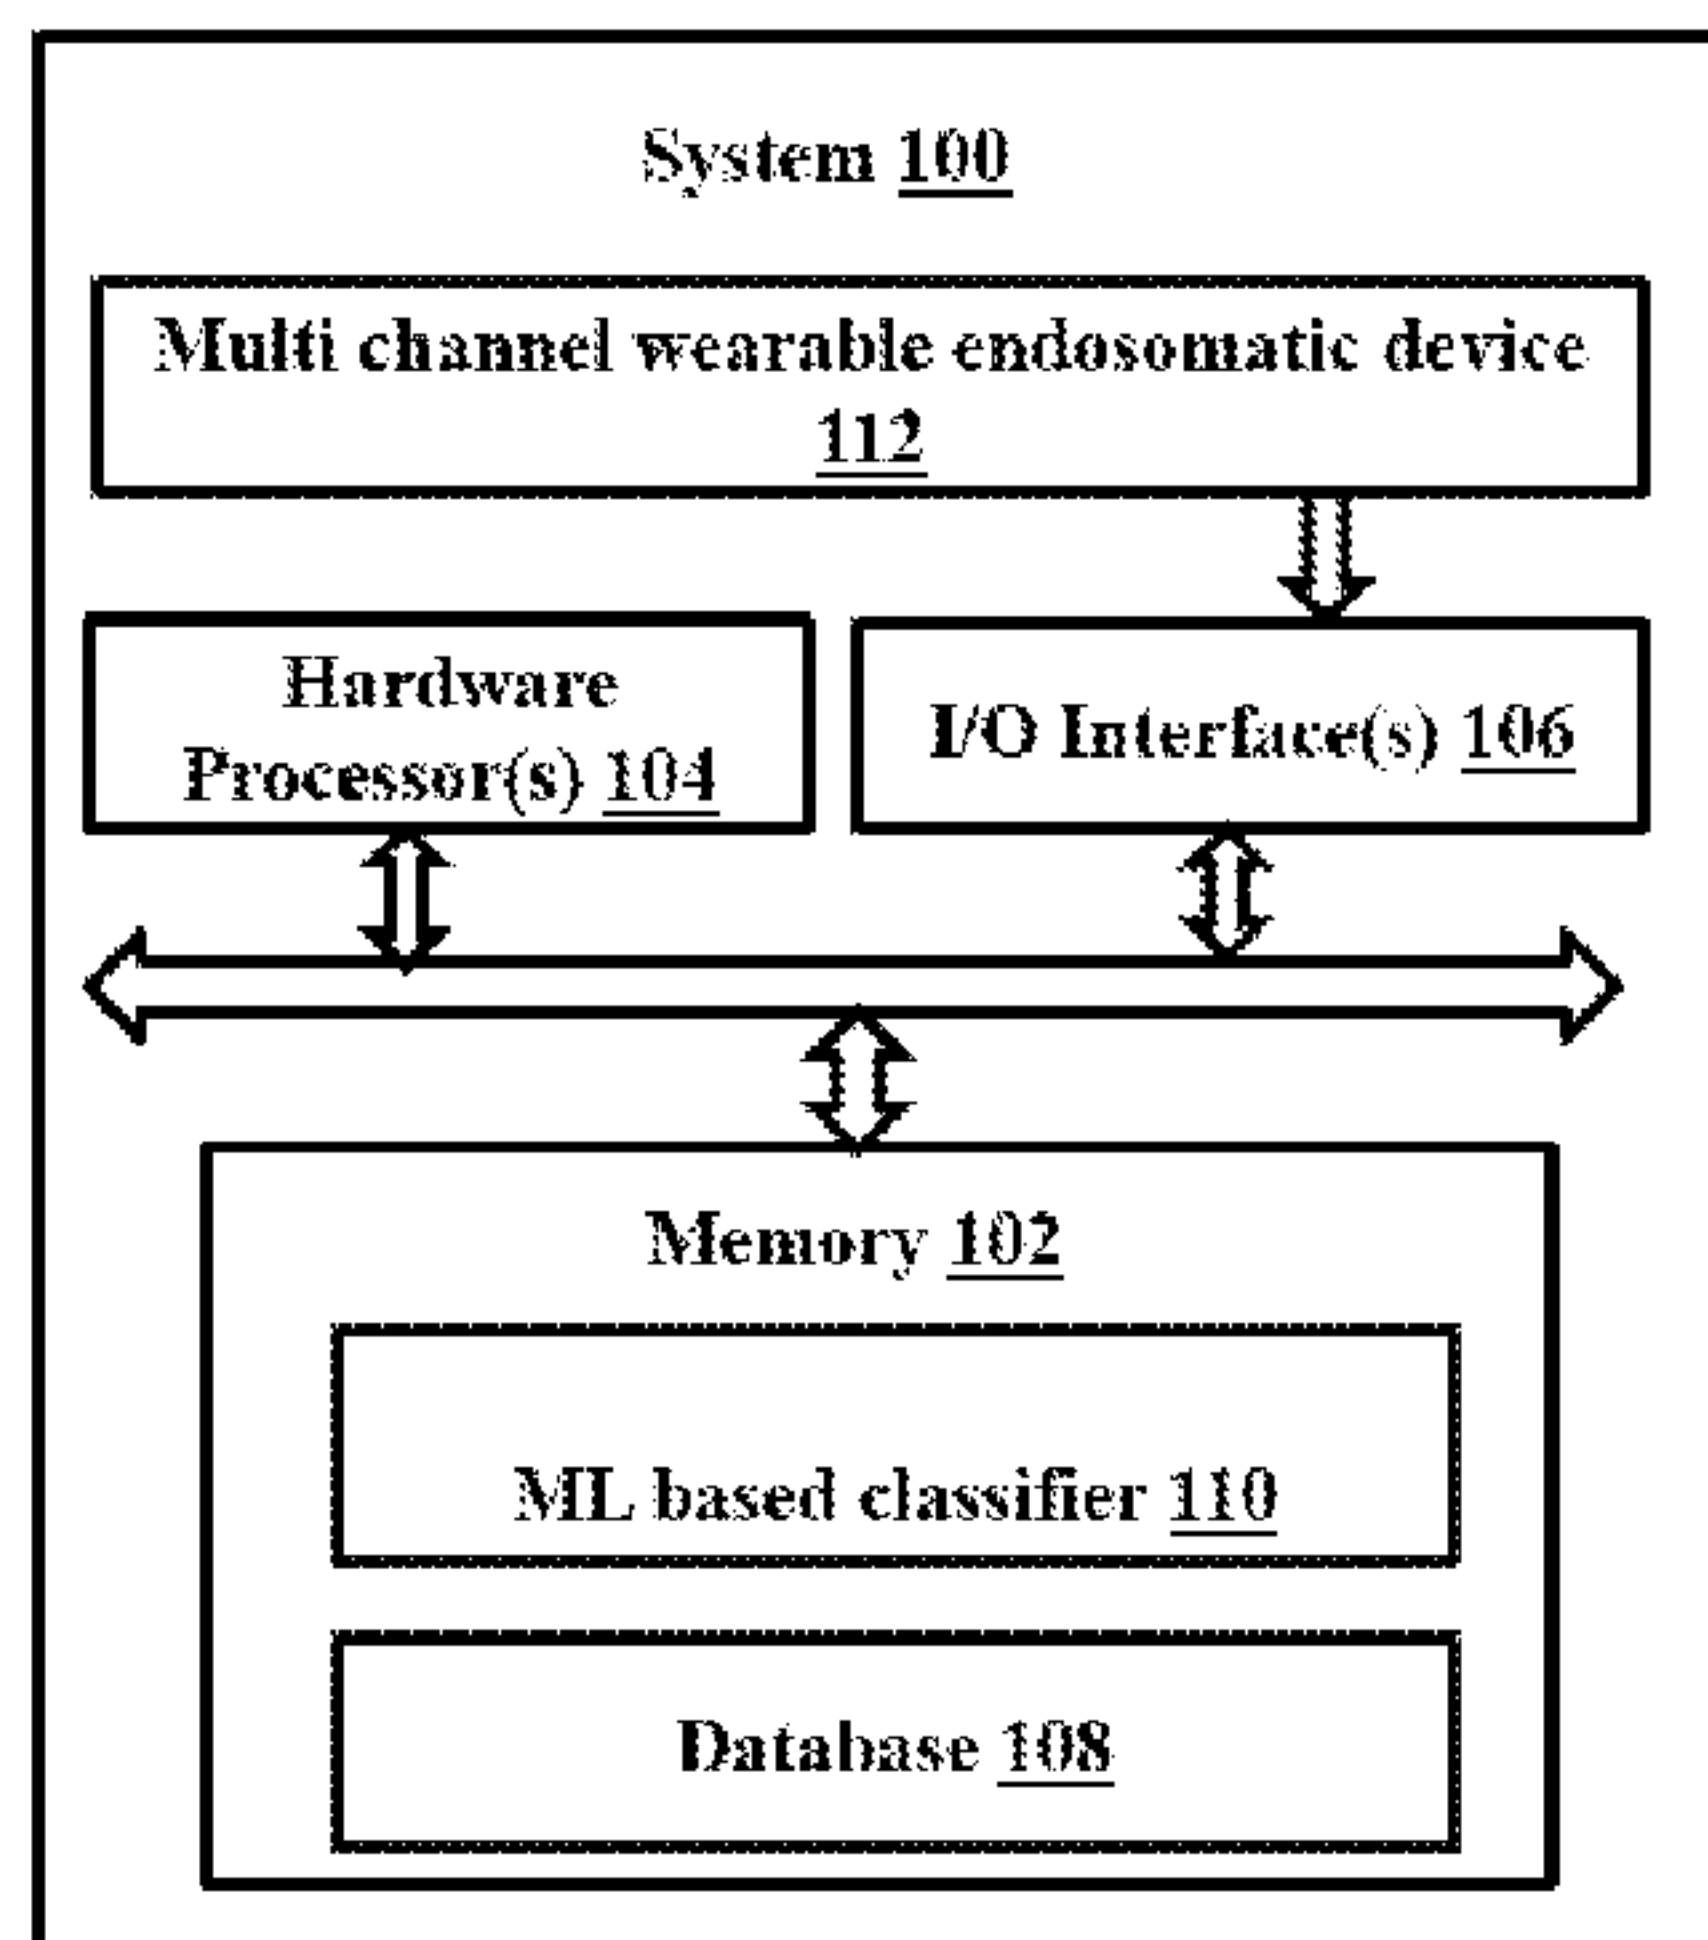 System 100
Multi channel wearable endosomatic device
112
Hardware
Processor(s) 104
I/O Interface(s) 106
Memory 102
ML based classifier 110
Database 108